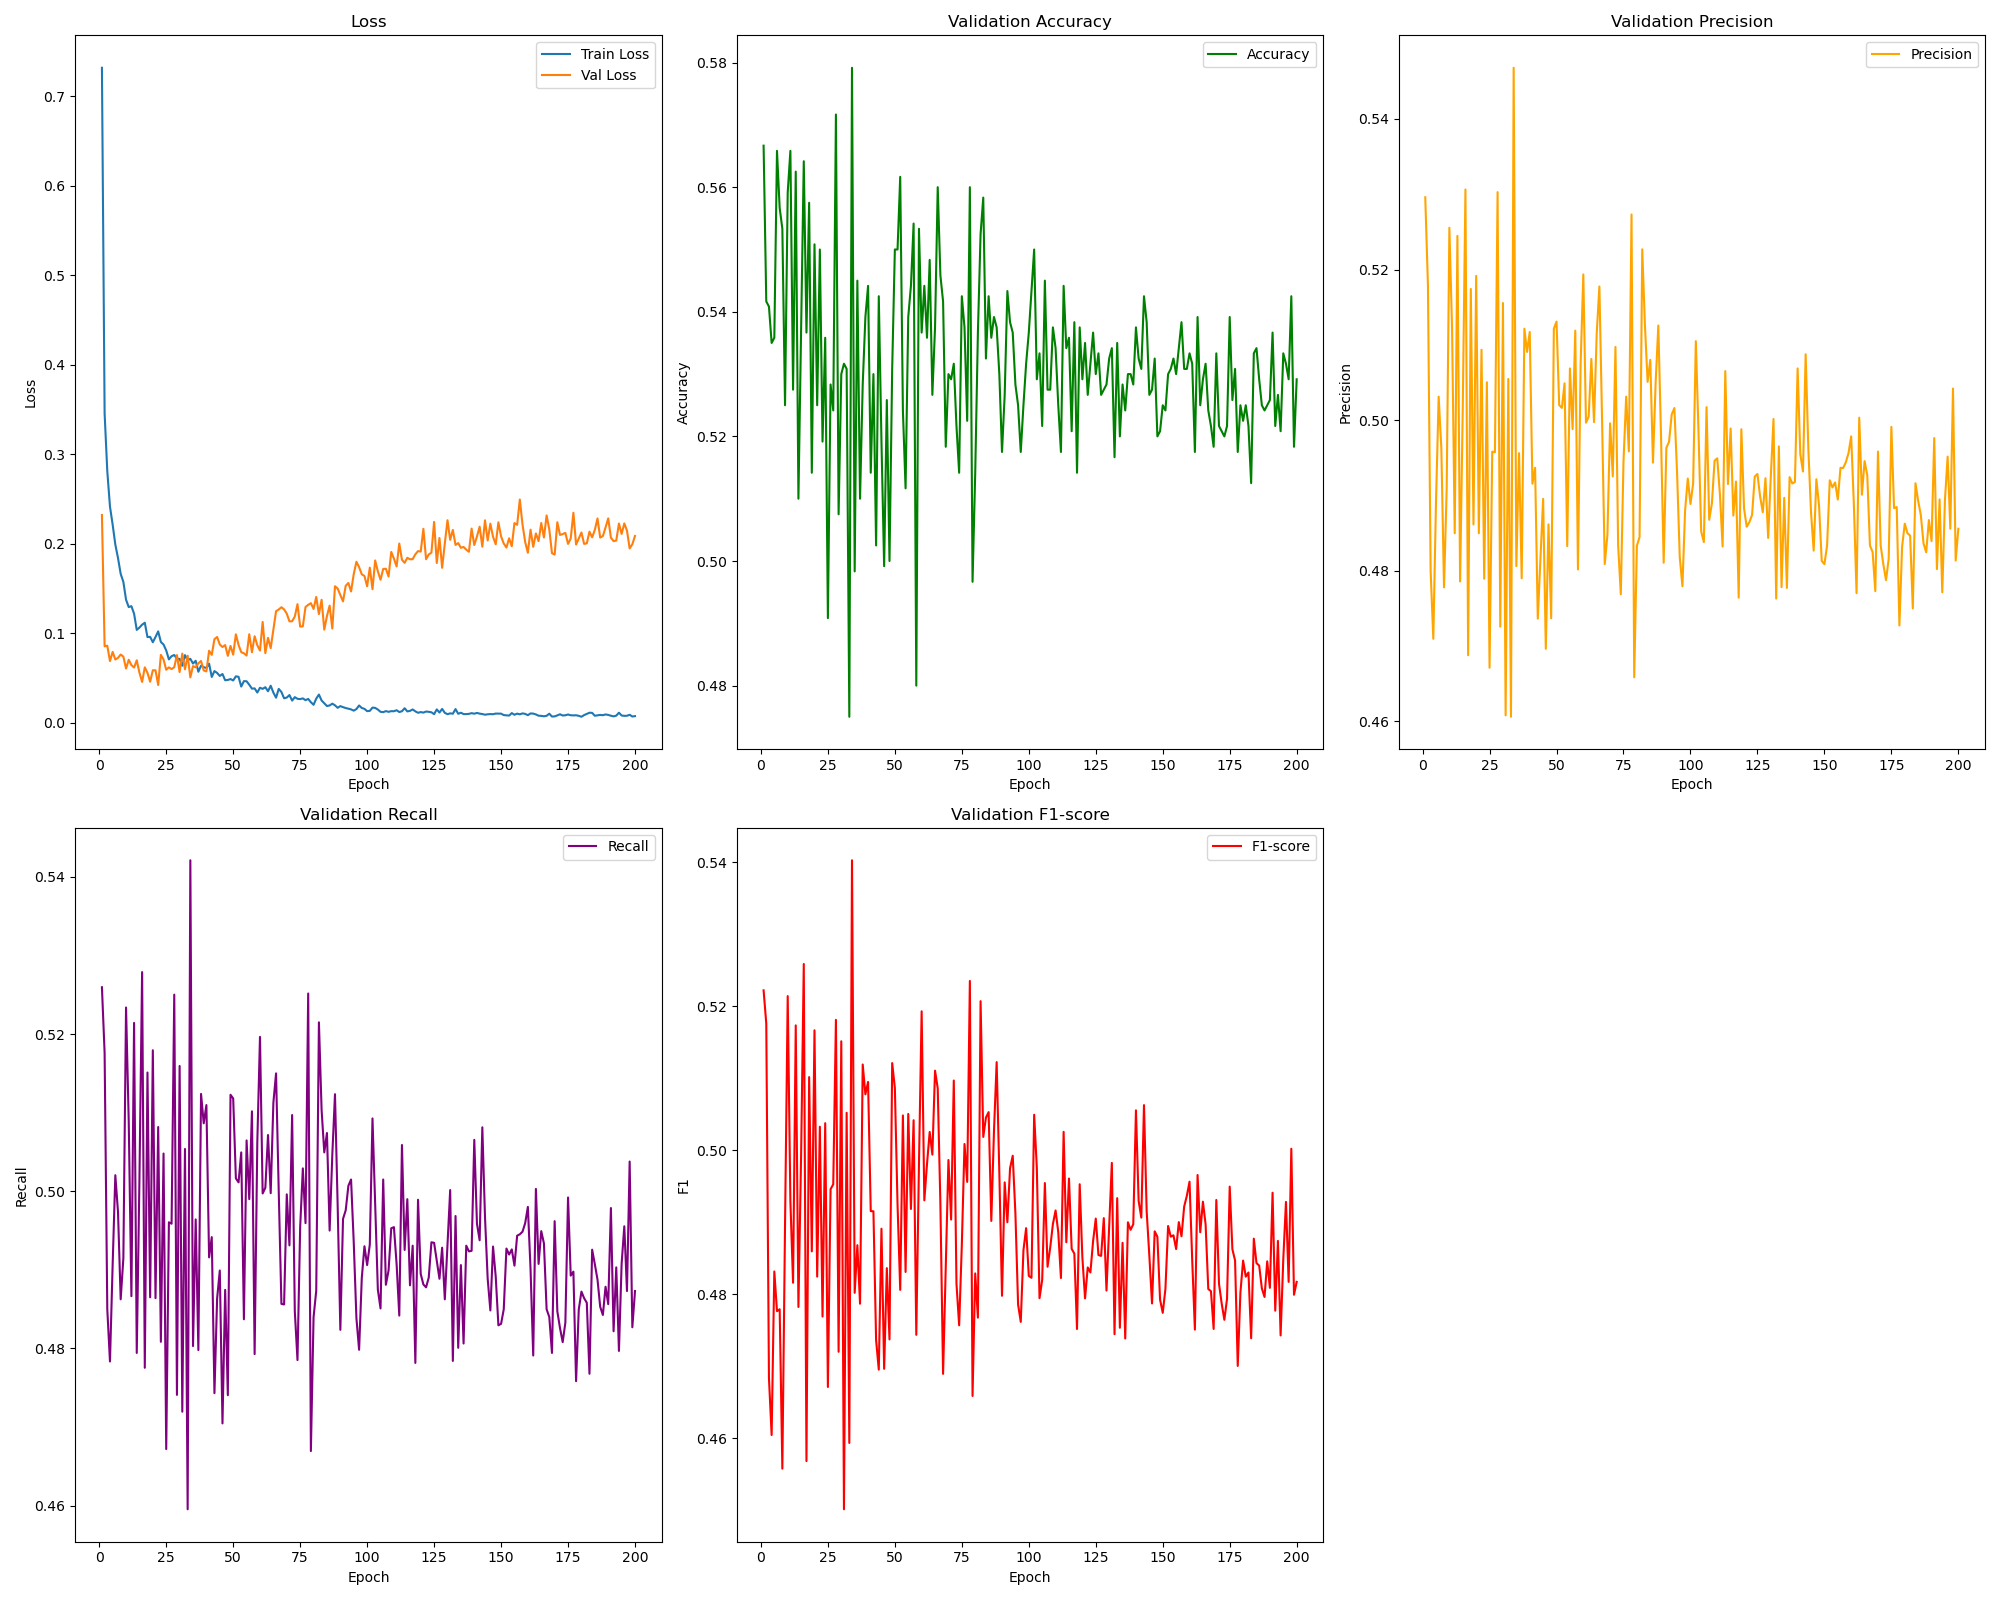 Loss
Train Loss
Val Loss
Loss
0.7
0.6
0.5
0.4
0.3
0.2
0.1
0.0
0 25 50 75 100 125 150 175 200
Epoch
Validation Accuracy
Accuracy
Accuracy
0.58
0.56
0.54
0.52
0.50
0.48
0 25 50 75 100 125 150 175 200
Epoch
Validation Precision
Precision
Precision
0.54
0.52
0.50
0.48
0.46
0 25 50 75 100 125 150 175 200
Epoch
Validation Recall
Recall
Recall
0.54
0.52
0.50
0.48
0.46
0 25 50 75 100 125 150 175 200
Epoch
Validation F1-score
F1-score
F1
0.54
0.52
0.50
0.48
0.46
0 25 50 75 100 125 150 175 200
Epoch